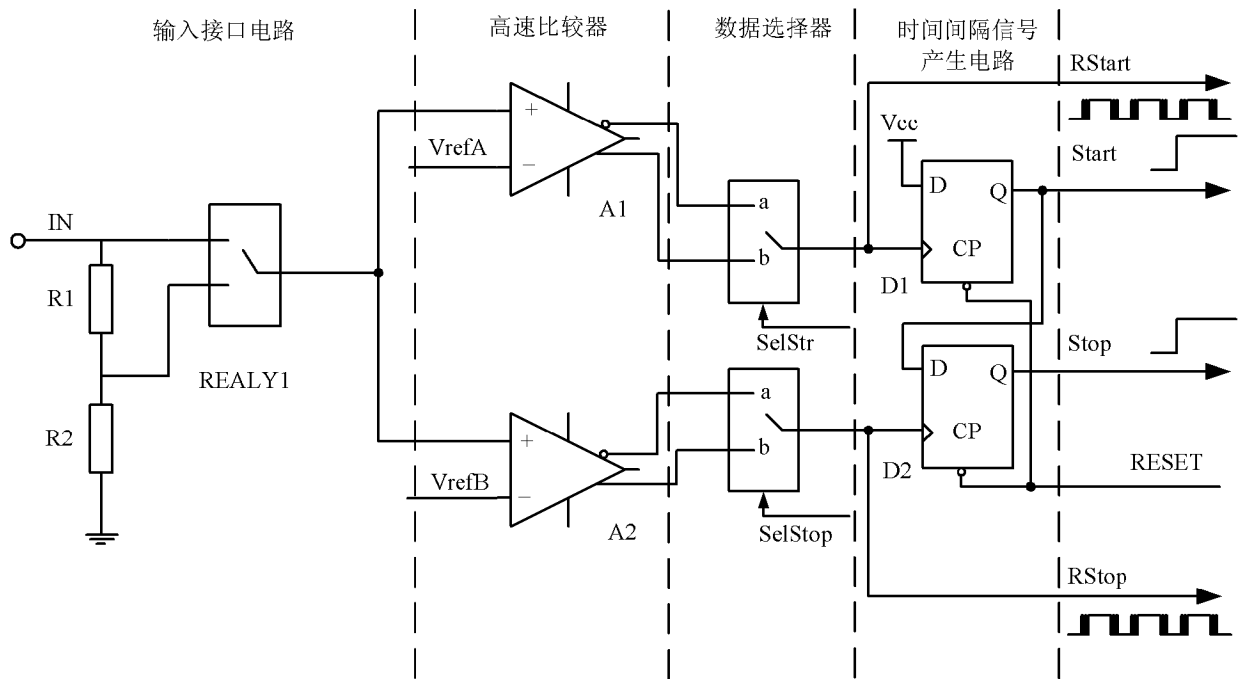 输入接口电路
高速比较器
数据选择器
时间间隔信号
产生电路
RStart
Vcc
Start
+
VrefA
−
A1
a
b
D
Q
CP
D1
IN
R1
REALY1
R2
SelStr
Stop
D
Q
CP
D2
+
VrefB
−
A2
a
b
SelStop
RESET
RStop